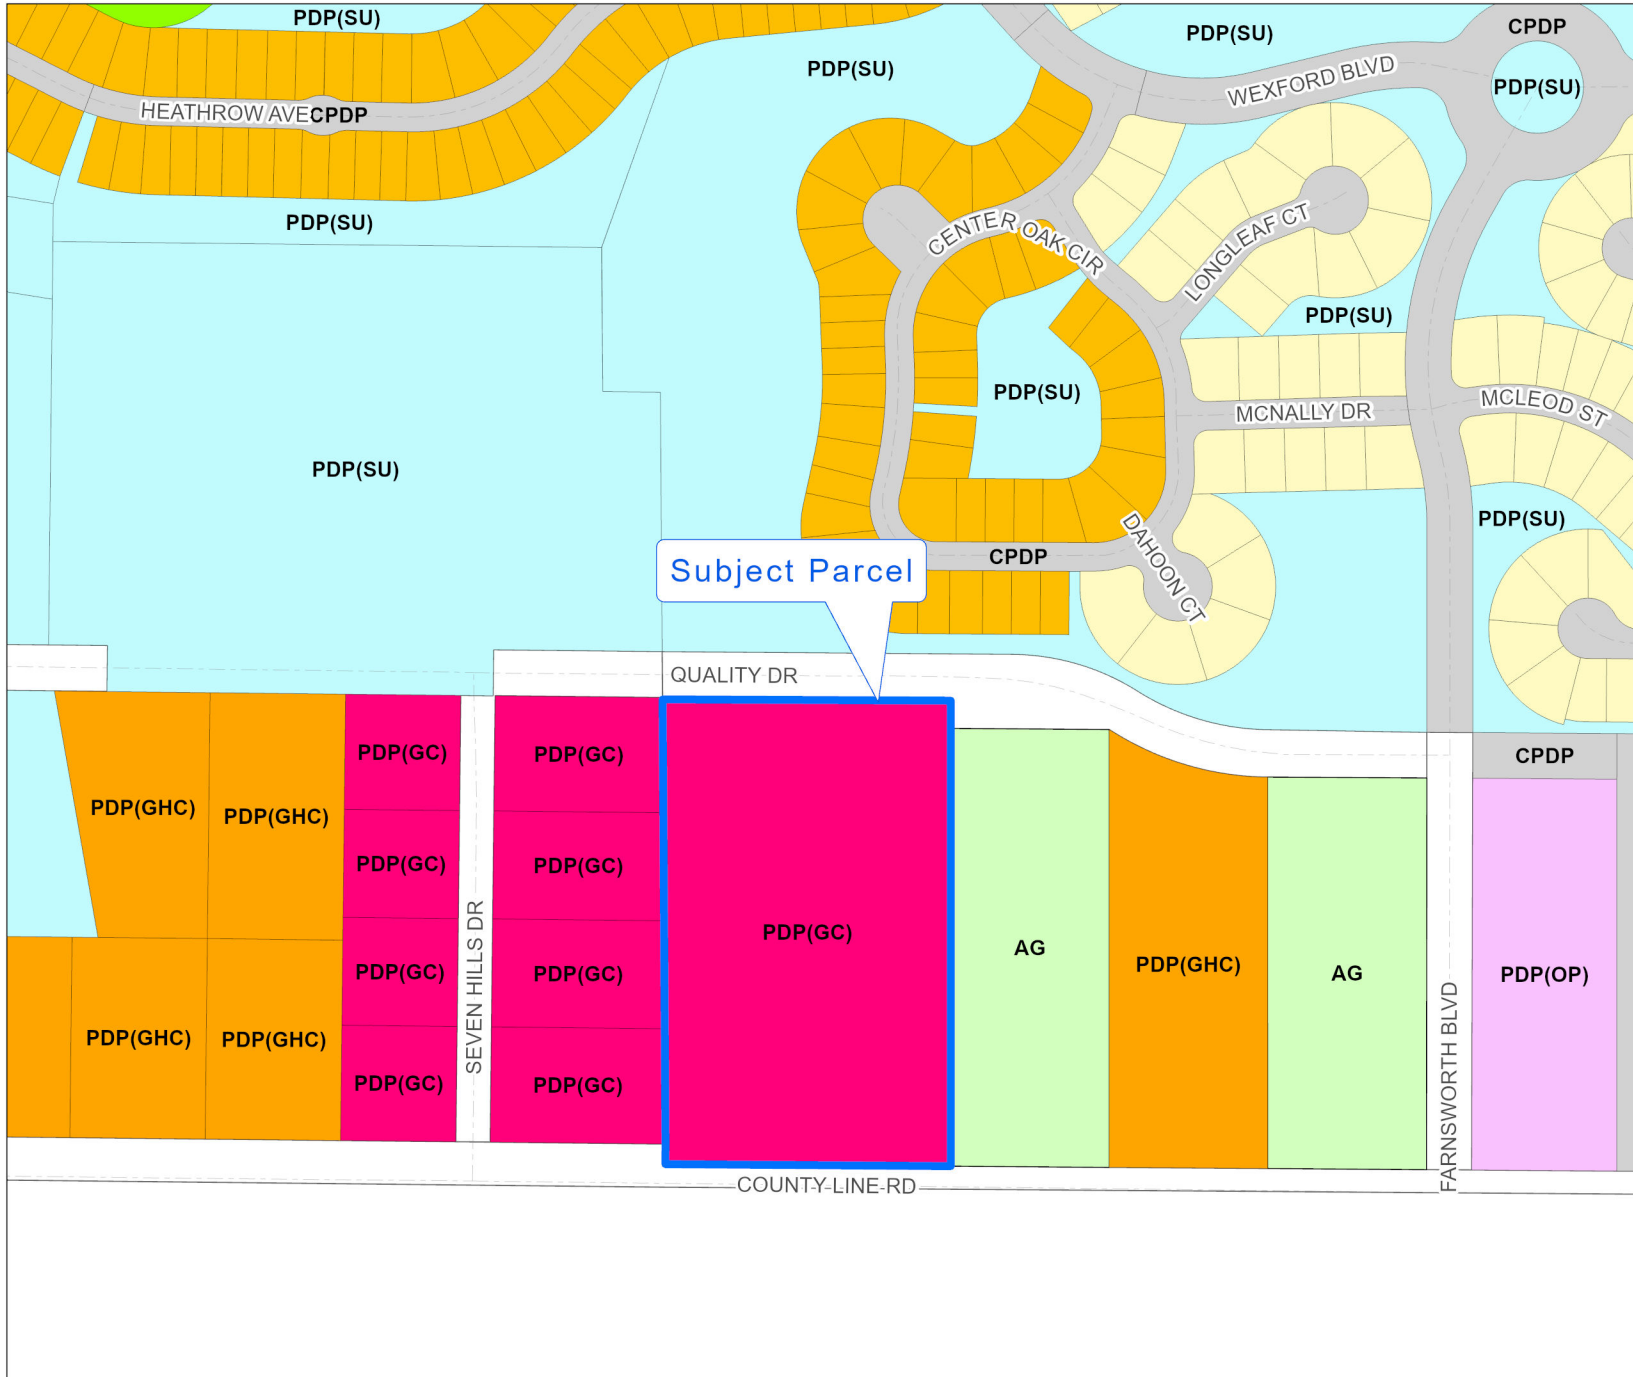 PDP(SU)
CPDP
PDP(SU)
PDP(SU)
WEXFORD BLVD
PDP(SU)
HEATHROW AVE
CPDP
PDP(SU)
CENTER OAK CIR
LONGLEAF CT
PDP(SU)
PDP(SU)
MCNALLY DR
MCLEOD ST
PDP(SU)
PDP(SU)
DAHOON CT
CPDP
Subject Parcel
QUALITY DR
PDP(GC)
PDP(GC)
CPDP
PDP(GHC)
PDP(GHC)
PDP(GC)
PDP(GC)
PDP(GC)
AG
PDP(GHC)
AG
PDP(OP)
PDP(GC)
PDP(GC)
SEVEN HILLS DR
FARNSWORTH BLVD
PDP(GHC)
PDP(GHC)
PDP(GC)
PDP(GC)
COUNTY LINE RD